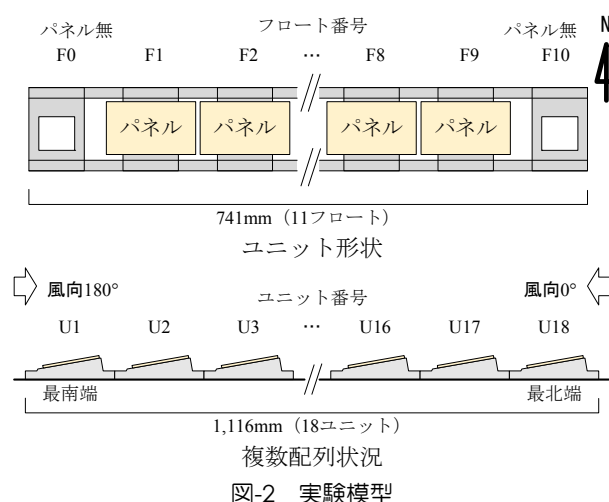 パネル無 フロート番号 パネル無 N
F0 F1 F2 … F8 F9 F10
パネル パネル パネル パネル
741mm（11フロート）
ユニット形状
風向180° ユニット番号 風向0°
U1 U2 U3 … U16 U17 U18
最南端 最北端
1,116mm（18ユニット）
複数配列状況
図-2 実験模型